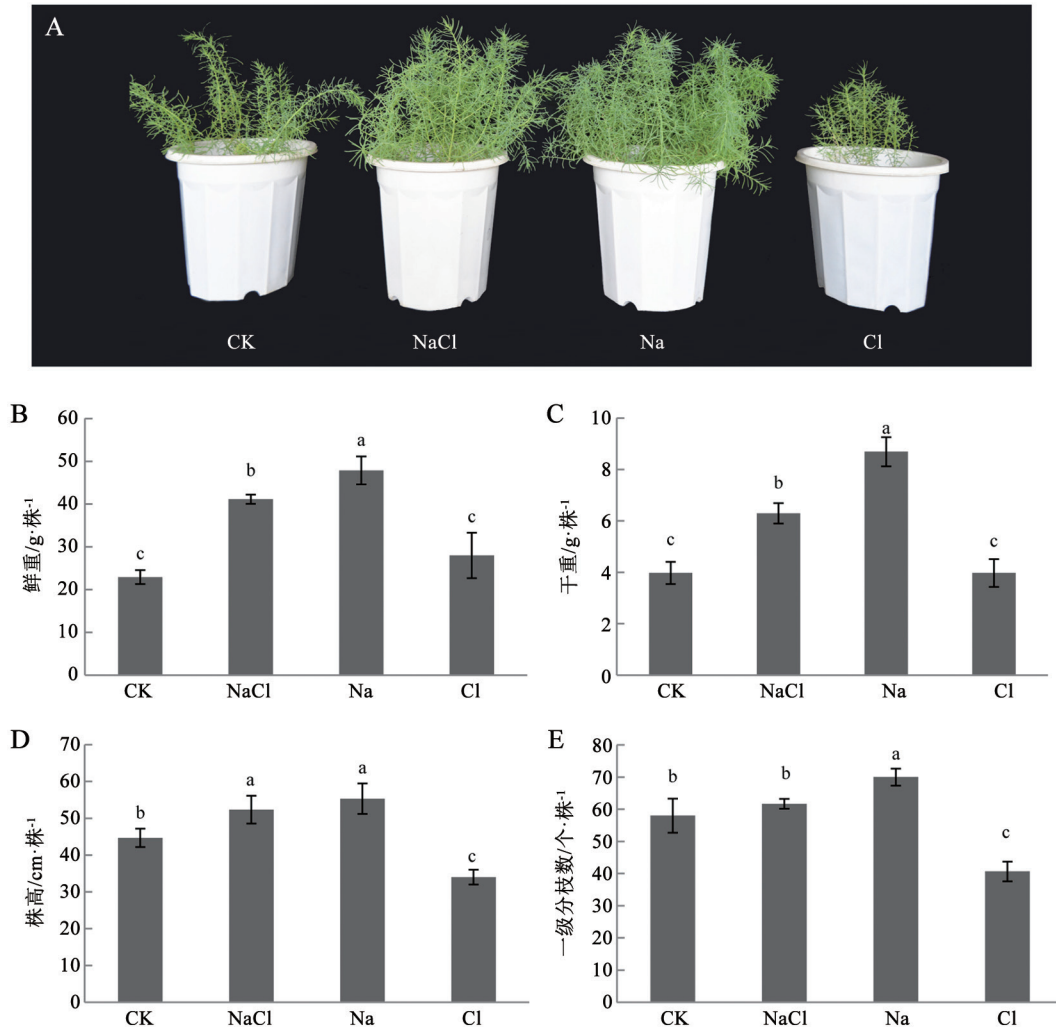 A
CK NaCl Na Cl
B
60
50
40
30
20
10
0
鲜重/g·株⁻¹
c b a c
CK NaCl Na Cl
C
10
8
6
4
2
0
干重/g·株⁻¹
c b a c
CK NaCl Na Cl
D
70
60
50
40
30
20
10
0
株高/cm·株⁻¹
b a a c
CK NaCl Na Cl
E
80
70
60
50
40
30
20
10
0
一级分枝数/个·株⁻¹
b b a c
CK NaCl Na Cl